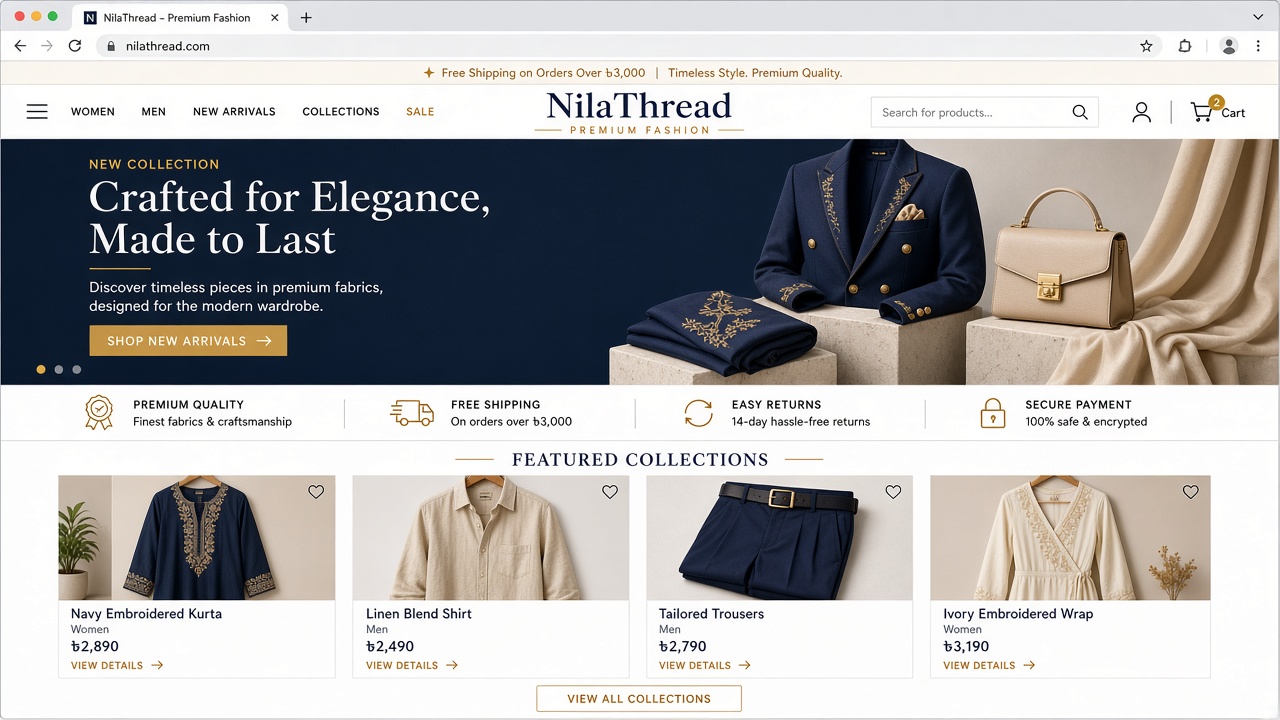 N NilaThread – Premium Fashion
nilathread.com
Free Shipping on Orders Over ৳3,000 | Timeless Style. Premium Quality.
WOMEN MEN NEW ARRIVALS COLLECTIONS SALE
NilaThread
PREMIUM FASHION
Search for products...
2
Cart
NEW COLLECTION
Crafted for Elegance,
Made to Last
Discover timeless pieces in premium fabrics,
designed for the modern wardrobe.
SHOP NEW ARRIVALS
PREMIUM QUALITY
Finest fabrics & craftsmanship
FREE SHIPPING
On orders over ৳3,000
EASY RETURNS
14-day hassle-free returns
SECURE PAYMENT
100% safe & encrypted
FEATURED COLLECTIONS
Navy Embroidered Kurta
Women
৳2,890
VIEW DETAILS
Linen Blend Shirt
Men
৳2,490
VIEW DETAILS
Tailored Trousers
Men
৳2,790
VIEW DETAILS
Ivory Embroidered Wrap
Women
৳3,190
VIEW DETAILS
VIEW ALL COLLECTIONS